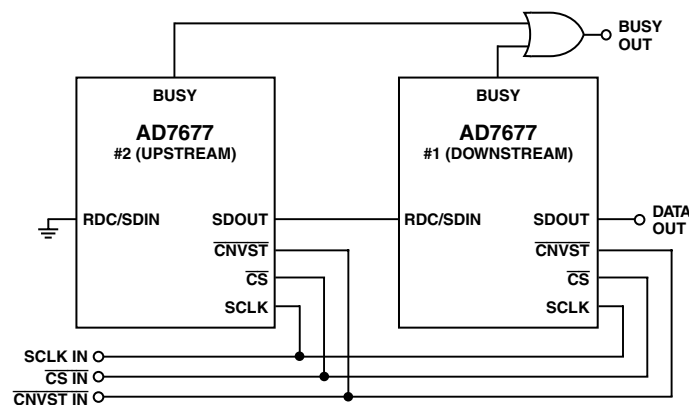 BUSY
OUT
BUSY
BUSY
AD7677
#2 (UPSTREAM)
AD7677
#1 (DOWNSTREAM)
RDC/SDIN
SDOUT
RDC/SDIN
SDOUT
DATA
OUT
CNVST
CNVST
CS
CS
SCLK
SCLK
SCLK IN
CS IN
CNVST IN